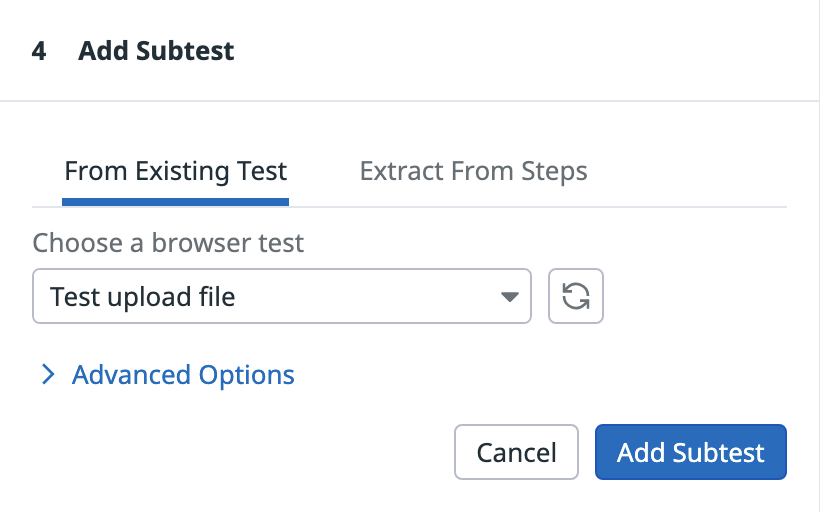 4 Add Subtest
From Existing Test Extract From Steps
Choose a browser test
Test upload file
Advanced Options
Cancel Add Subtest